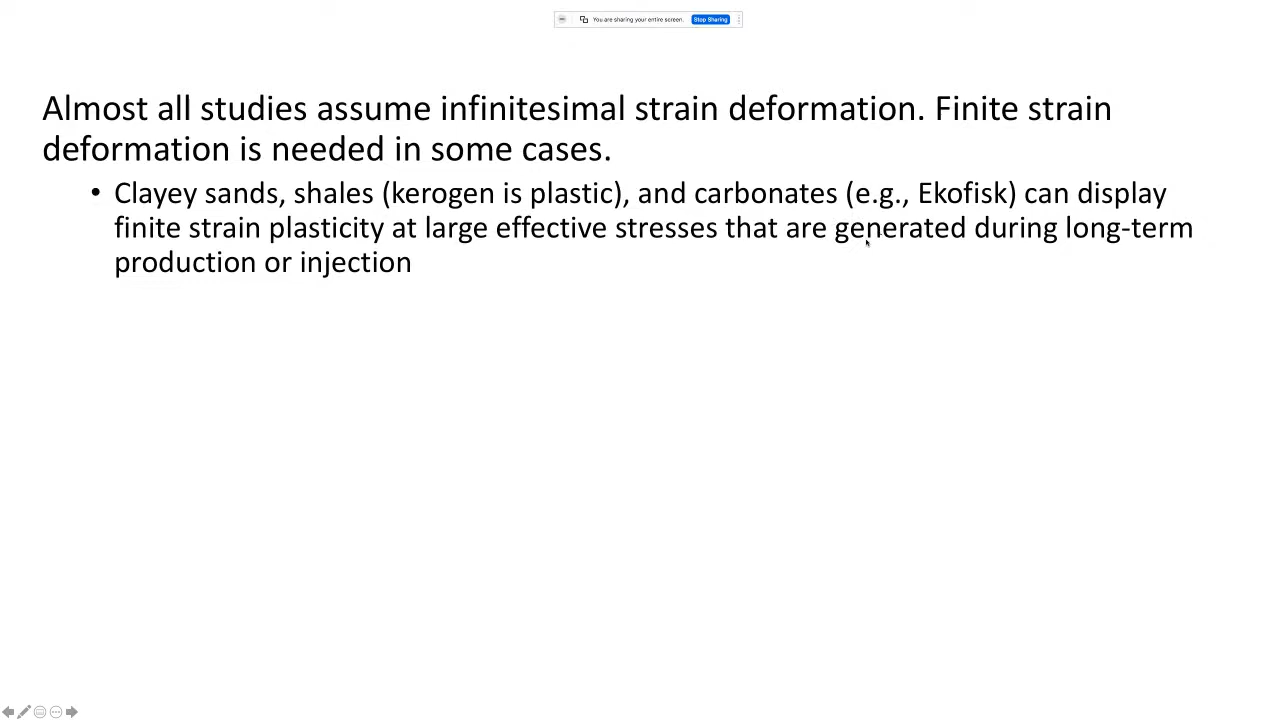 You are sharing your entire screen. Stop Sharing
Almost all studies assume infinitesimal strain deformation. Finite strain
deformation is needed in some cases.
• Clayey sands, shales (kerogen is plastic), and carbonates (e.g., Ekofisk) can display
finite strain plasticity at large effective stresses that are generated during long-term
production or injection